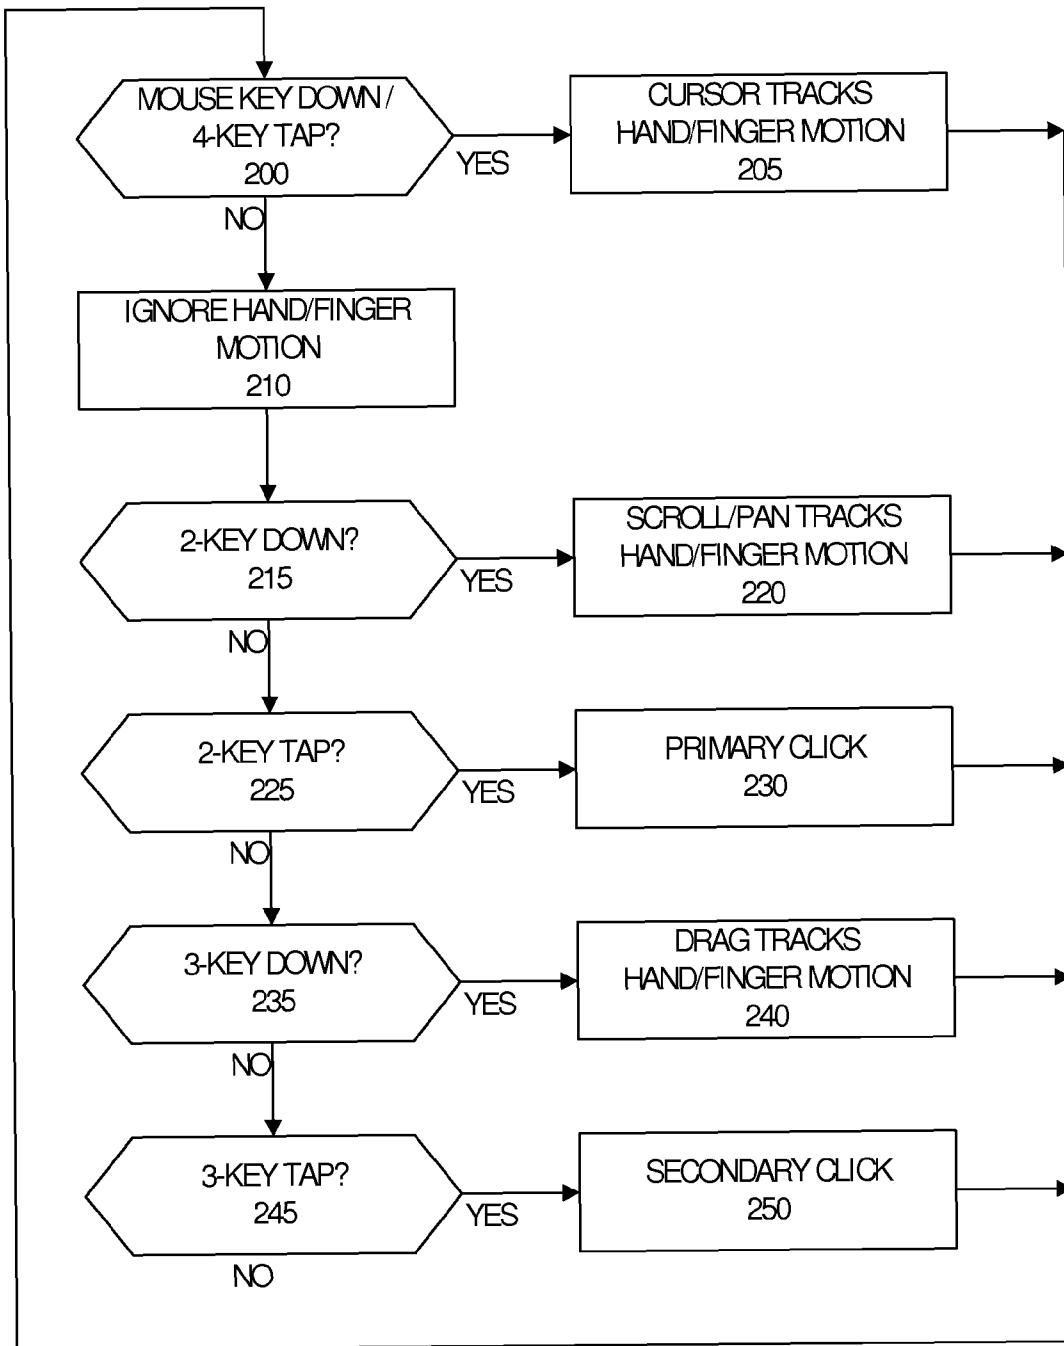 MOUSE KEY DOWN /
4-KEY TAP?
200
YES
NO
CURSOR TRACKS
HAND/FINGER MOTION
205
IGNORE HAND/FINGER
MOTION
210
2-KEY DOWN?
215
YES
NO
SCROLL/PAN TRACKS
HAND/FINGER MOTION
220
2-KEY TAP?
225
YES
NO
PRIMARY CLICK
230
3-KEY DOWN?
235
YES
NO
DRAG TRACKS
HAND/FINGER MOTION
240
3-KEY TAP?
245
YES
NO
SECONDARY CLICK
250